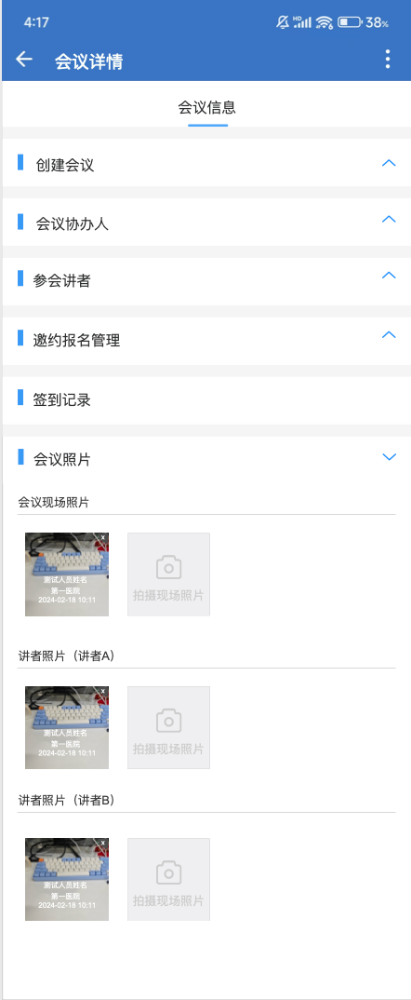 4:17
HD
38%
会议详情
会议信息
创建会议
会议协办人
参会讲者
邀约报名管理
签到记录
会议照片
会议现场照片
x
测试人员姓名
第一医院
2024-02-18 10:11
拍摄现场照片
讲者照片（讲者A）
x
测试人员姓名
第一医院
2024-02-18 10:11
拍摄现场照片
讲者照片（讲者B）
x
测试人员姓名
第一医院
2024-02-18 10:11
拍摄现场照片